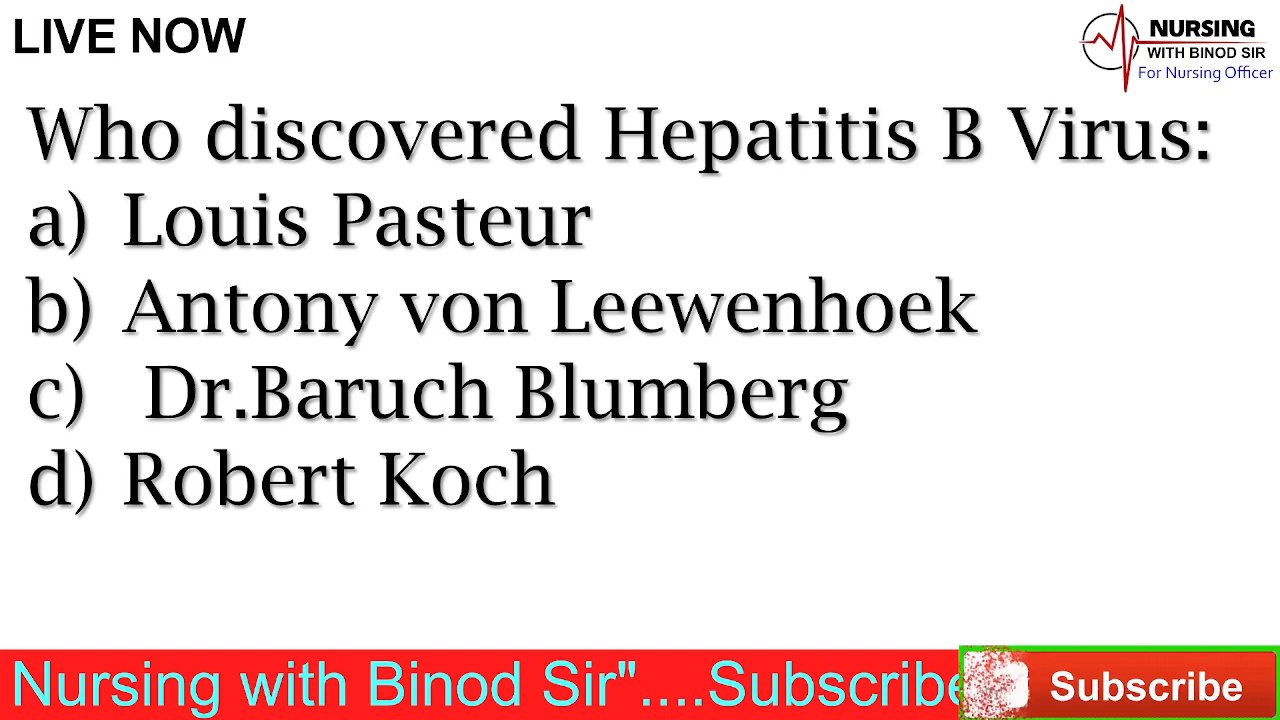 LIVE NOW
NURSING
WITH BINOD SIR
For Nursing Officer
Who discovered Hepatitis B Virus:
a) Louis Pasteur
b) Antony von Leewenhoek
c) Dr.Baruch Blumberg
d) Robert Koch
Nursing with Binod Sir"....Subscribe
Subscribe